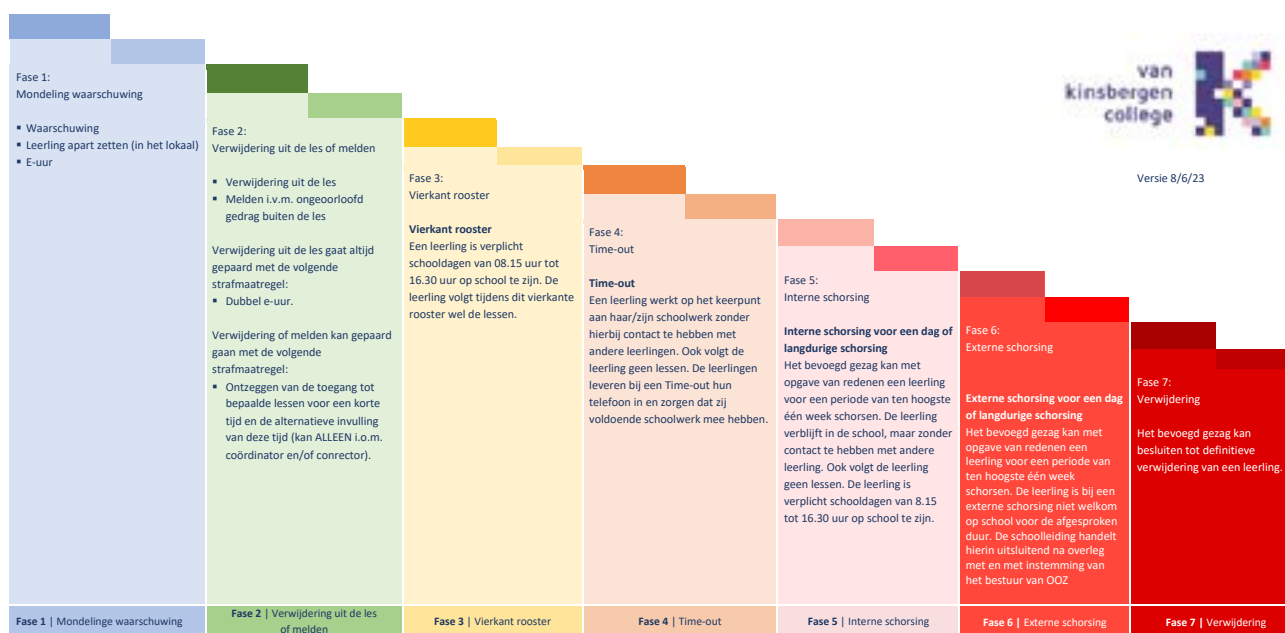 Fase 1:
Mondeling waarschuwing
▪ Waarschuwing
▪ Leerling apart zetten (in het lokaal)
▪ E-uur
Fase 2:
Verwijdering uit de les of melden
▪ Verwijdering uit de les
▪ Melden i.v.m. ongeoorloofd
gedrag buiten de les
Verwijdering uit de les gaat altijd
gepaard met de volgende
strafmaatregel:
▪ Dubbel e-uur.
Verwijdering of melden kan gepaard
gaan met de volgende
strafmaatregel:
▪ Ontzeggen van de toegang tot
bepaalde lessen voor een korte
tijd en de alternatieve invulling
van deze tijd (kan ALLEEN i.o.m.
coördinator en/of conrector).
Fase 3:
Vierkant rooster
Vierkant rooster
Een leerling is verplicht
schooldagen van 08.15 uur tot
16.30 uur op school te zijn. De
leerling volgt tijdens dit vierkante
rooster wel de lessen.
Fase 4:
Time-out
Time-out
Een leerling werkt op het keerpunt
aan haar/zijn schoolwerk zonder
hierbij contact te hebben met
andere leerlingen. Ook volgt de
leerling geen lessen. De leerlingen
leveren bij een Time-out hun
telefoon in en zorgen dat zij
voldoende schoolwerk mee hebben.
Fase 5:
Interne schorsing
Interne schorsing voor een dag of
langdurige schorsing
Het bevoegd gezag kan met
opgave van redenen een leerling
voor een periode van ten hoogste
één week schorsen. De leerling
verblijft in de school, maar zonder
contact te hebben met andere
leerling. Ook volgt de leerling
geen lessen. De leerling is
verplicht schooldagen van 8.15
tot 16.30 uur op school te zijn.
Fase 6:
Externe schorsing
Externe schorsing voor een dag
of langdurige schorsing
Het bevoegd gezag kan met
opgave van redenen een
leerling voor een periode van
ten hoogste één week
schorsen. De leerling is bij een
externe schorsing niet welkom
op school voor de afgesproken
duur. De schoolleiding handelt
hierin uitsluitend na overleg
met en met instemming van
het bestuur van OOZ
van
kinsbergen
college
Versie 8/6/23
Fase 7:
Verwijdering
Het bevoegd gezag kan
besluiten tot definitieve
verwijdering van een leerling.
Fase 1 | Mondelinge waarschuwing
Fase 2 | Verwijdering uit de les
of melden
Fase 3 | Vierkant rooster
Fase 4 | Time-out
Fase 5 | Interne schorsing
Fase 6 | Externe schorsing
Fase 7 | Verwijdering